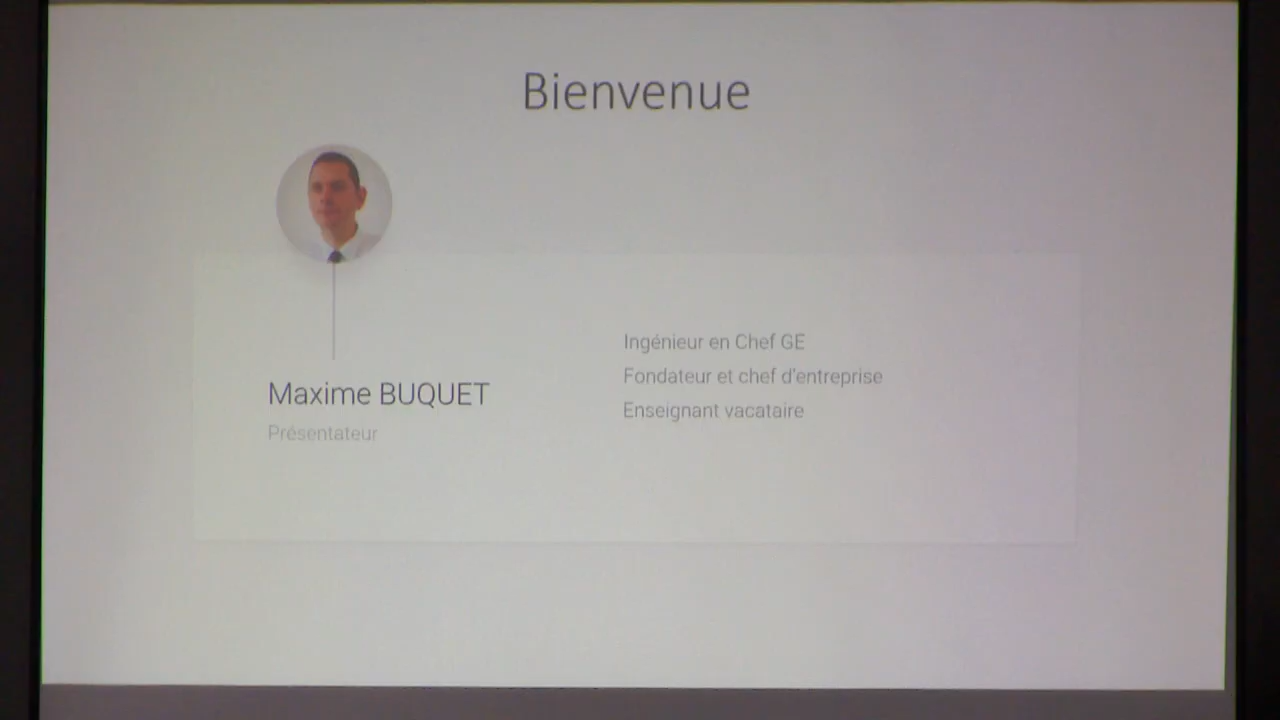 Bienvenue
Maxime BUQUET
Présentateur
Ingénieur en Chef GE
Fondateur et chef d'entreprise
Enseignant vacataire